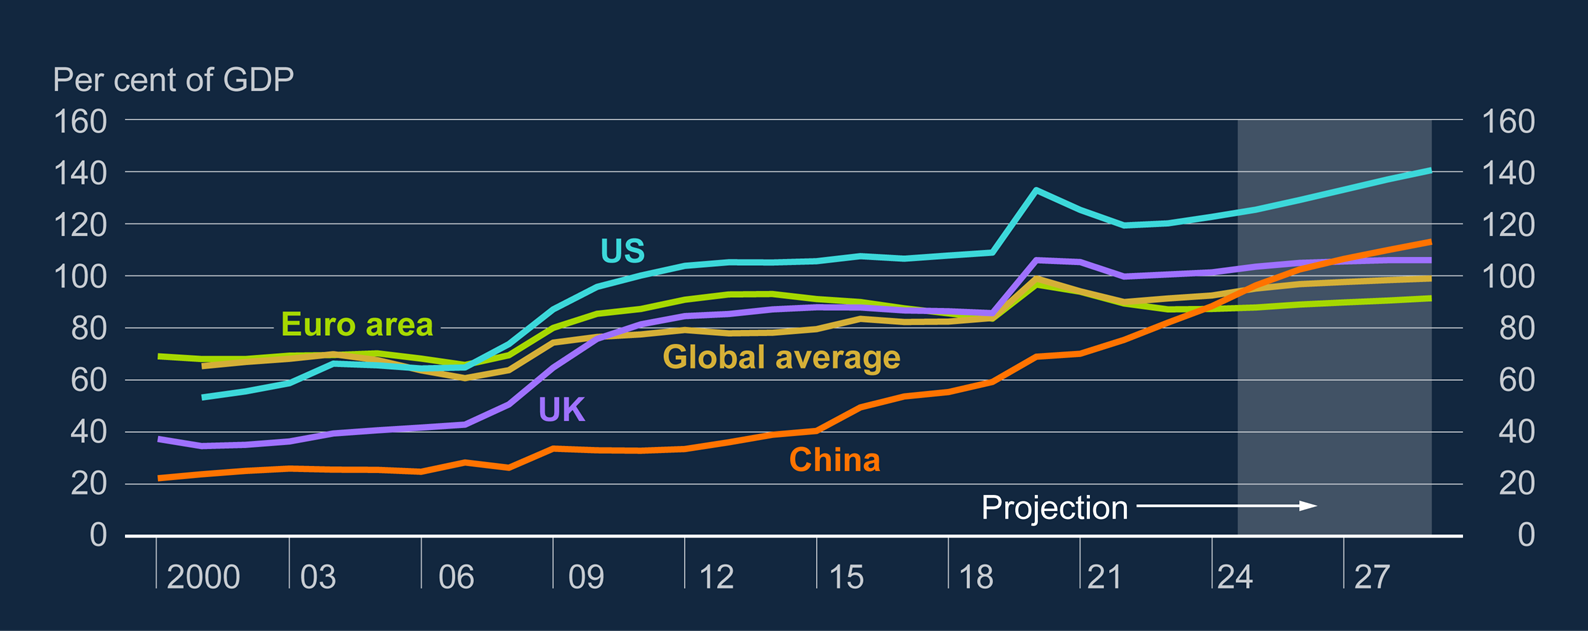 Per cent of GDP
160 160
140 140
120 120
US
100 100
Euro area
80 80
Global average
60 60
UK
40 40
China
20 20
Projection
0 0
2000 03 06 09 12 15 18 21 24 27